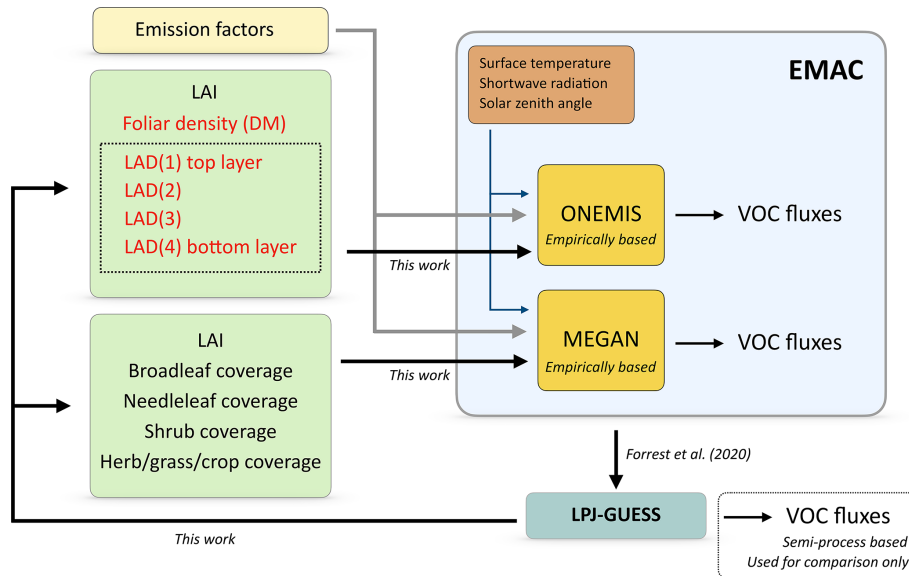 Emission factors
LAI
Foliar density (DM)
LAD(1) top layer
LAD(2)
LAD(3)
LAD(4) bottom layer
LAI
Broadleaf coverage
Needleleaf coverage
Shrub coverage
Herb/grass/crop coverage
This work
This work
This work
EMAC
Surface temperature
Shortwave radiation
Solar zenith angle
ONEMIS
Empirically based
VOC fluxes
MEGAN
Empirically based
VOC fluxes
Forrest et al. (2020)
LPJ-GUESS
VOC fluxes
Semi-process based
Used for comparison only